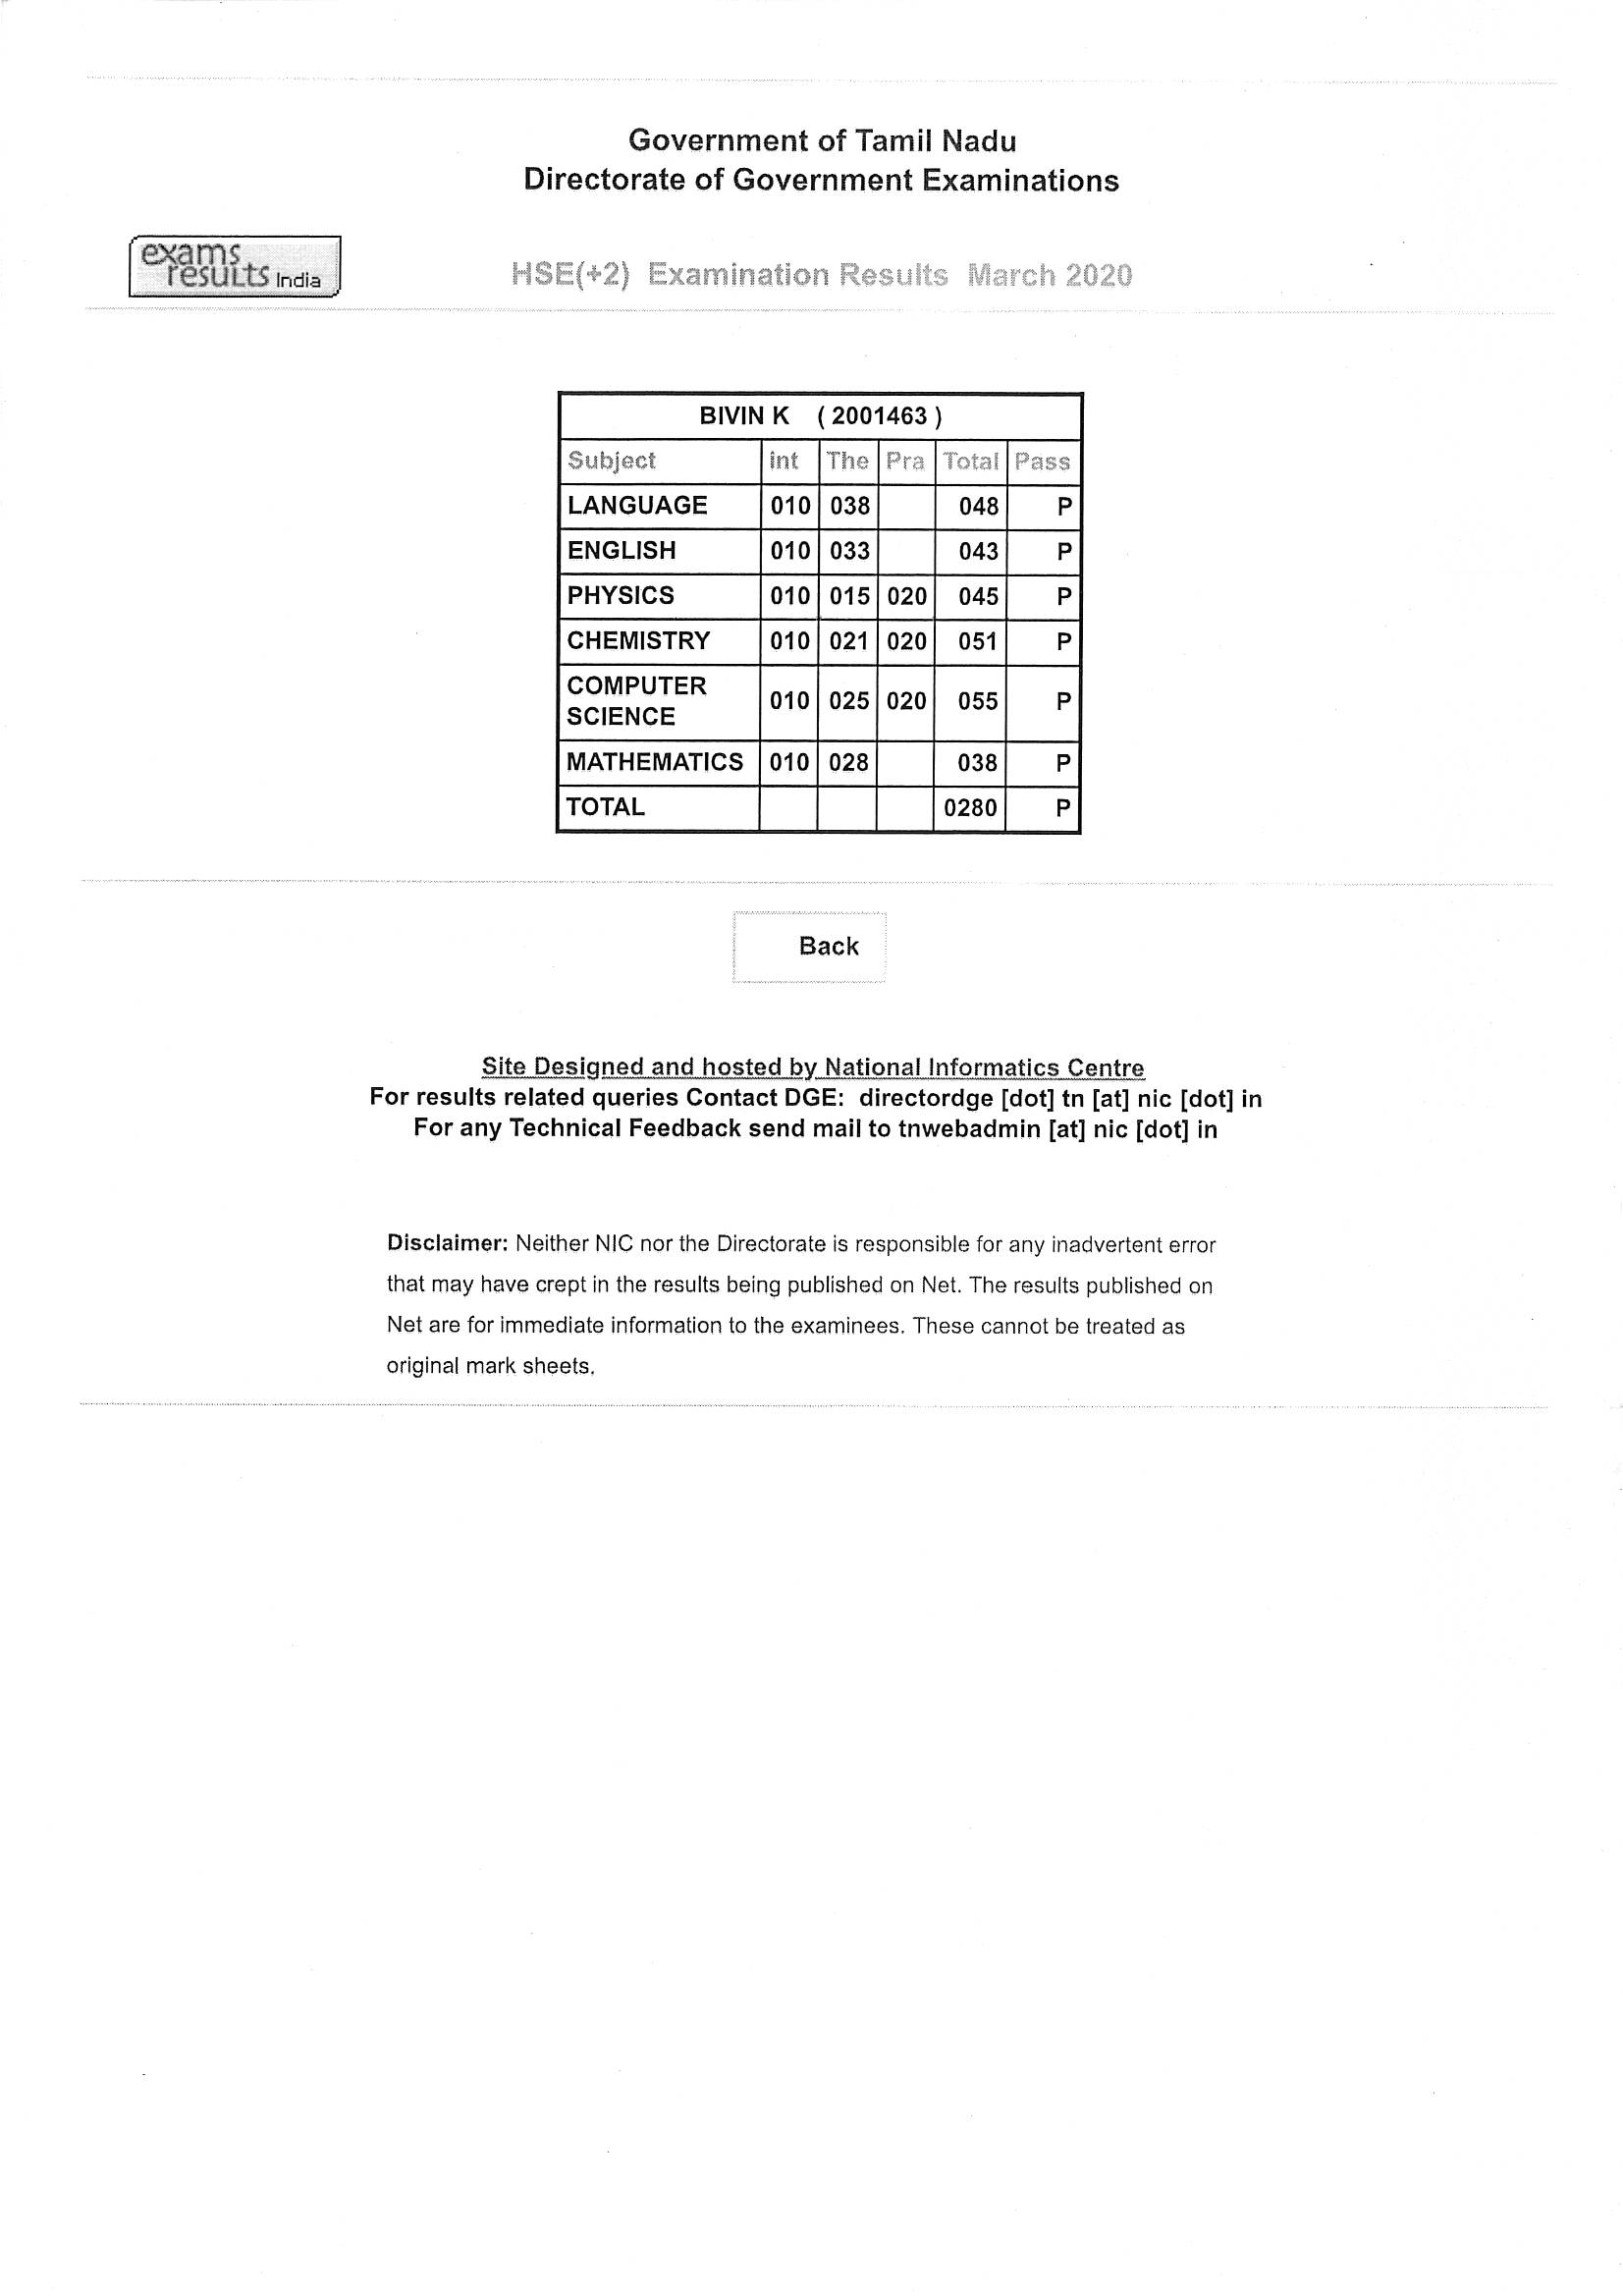 Government of Tamil Nadu
Directorate of Government Examinations
exams
results India
HSE(+2) Examination Results March 2020
BIVIN K ( 2001463 )
Subject Int The Pra Total Pass
LANGUAGE 010 038 048 P
ENGLISH 010 033 043 P
PHYSICS 010 015 020 045 P
CHEMISTRY 010 021 020 051 P
COMPUTER
SCIENCE 010 025 020 055 P
MATHEMATICS 010 028 038 P
TOTAL 0280 P
Back
Site Designed and hosted by National Informatics Centre
For results related queries Contact DGE: directordge [dot] tn [at] nic [dot] in
For any Technical Feedback send mail to tnwebadmin [at] nic [dot] in
Disclaimer: Neither NIC nor the Directorate is responsible for any inadvertent error
that may have crept in the results being published on Net. The results published on
Net are for immediate information to the examinees. These cannot be treated as
original mark sheets.